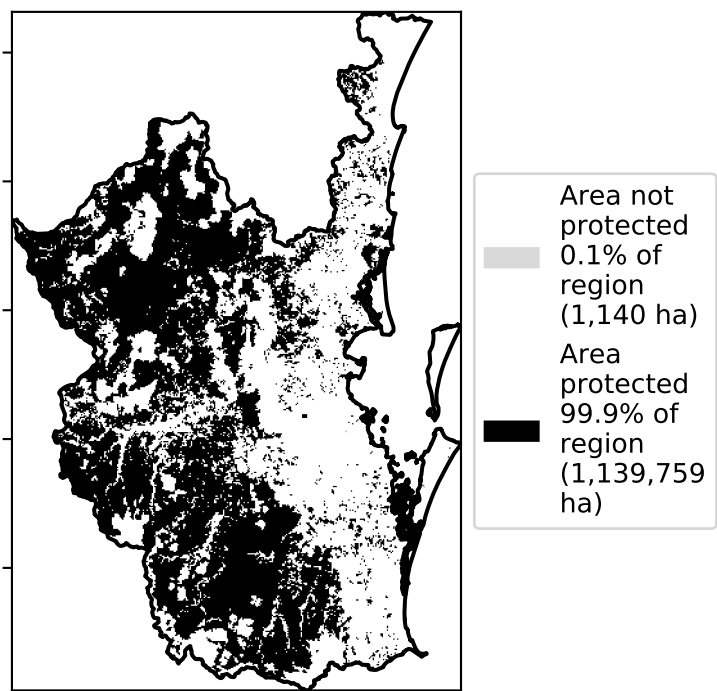 Area not
protected
0.1% of
region
(1,140 ha)
Area
protected
99.9% of
region
(1,139,759
ha)